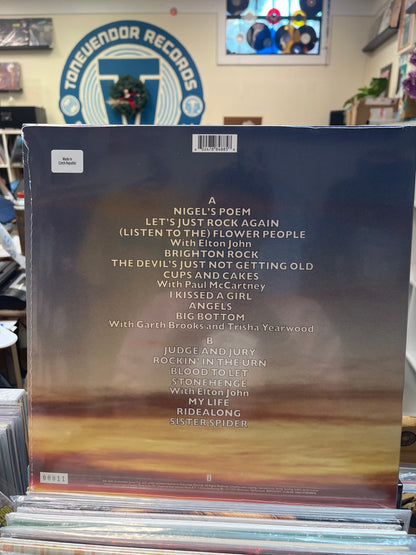 TONEVENDOR RECORDS
T
Made in
Czech Republic
A
NIGEL'S POEM
LET'S JUST ROCK AGAIN
(LISTEN TO THE) FLOWER PEOPLE
With Elton John
BRIGHTON ROCK
THE DEVIL'S JUST NOT GETTING OLD
CUPS AND CAKES
With Paul McCartney
I KISSED A GIRL
ANGELS
BIG BOTTOM
With Garth Brooks and Trisha Yearwood
B
JUDGE AND JURY
ROCKIN' IN THE URN
BLOOD TO LET
STONEHENGE
With Elton John
MY LIFE
RIDEALONG
SISTER SPIDER
00011